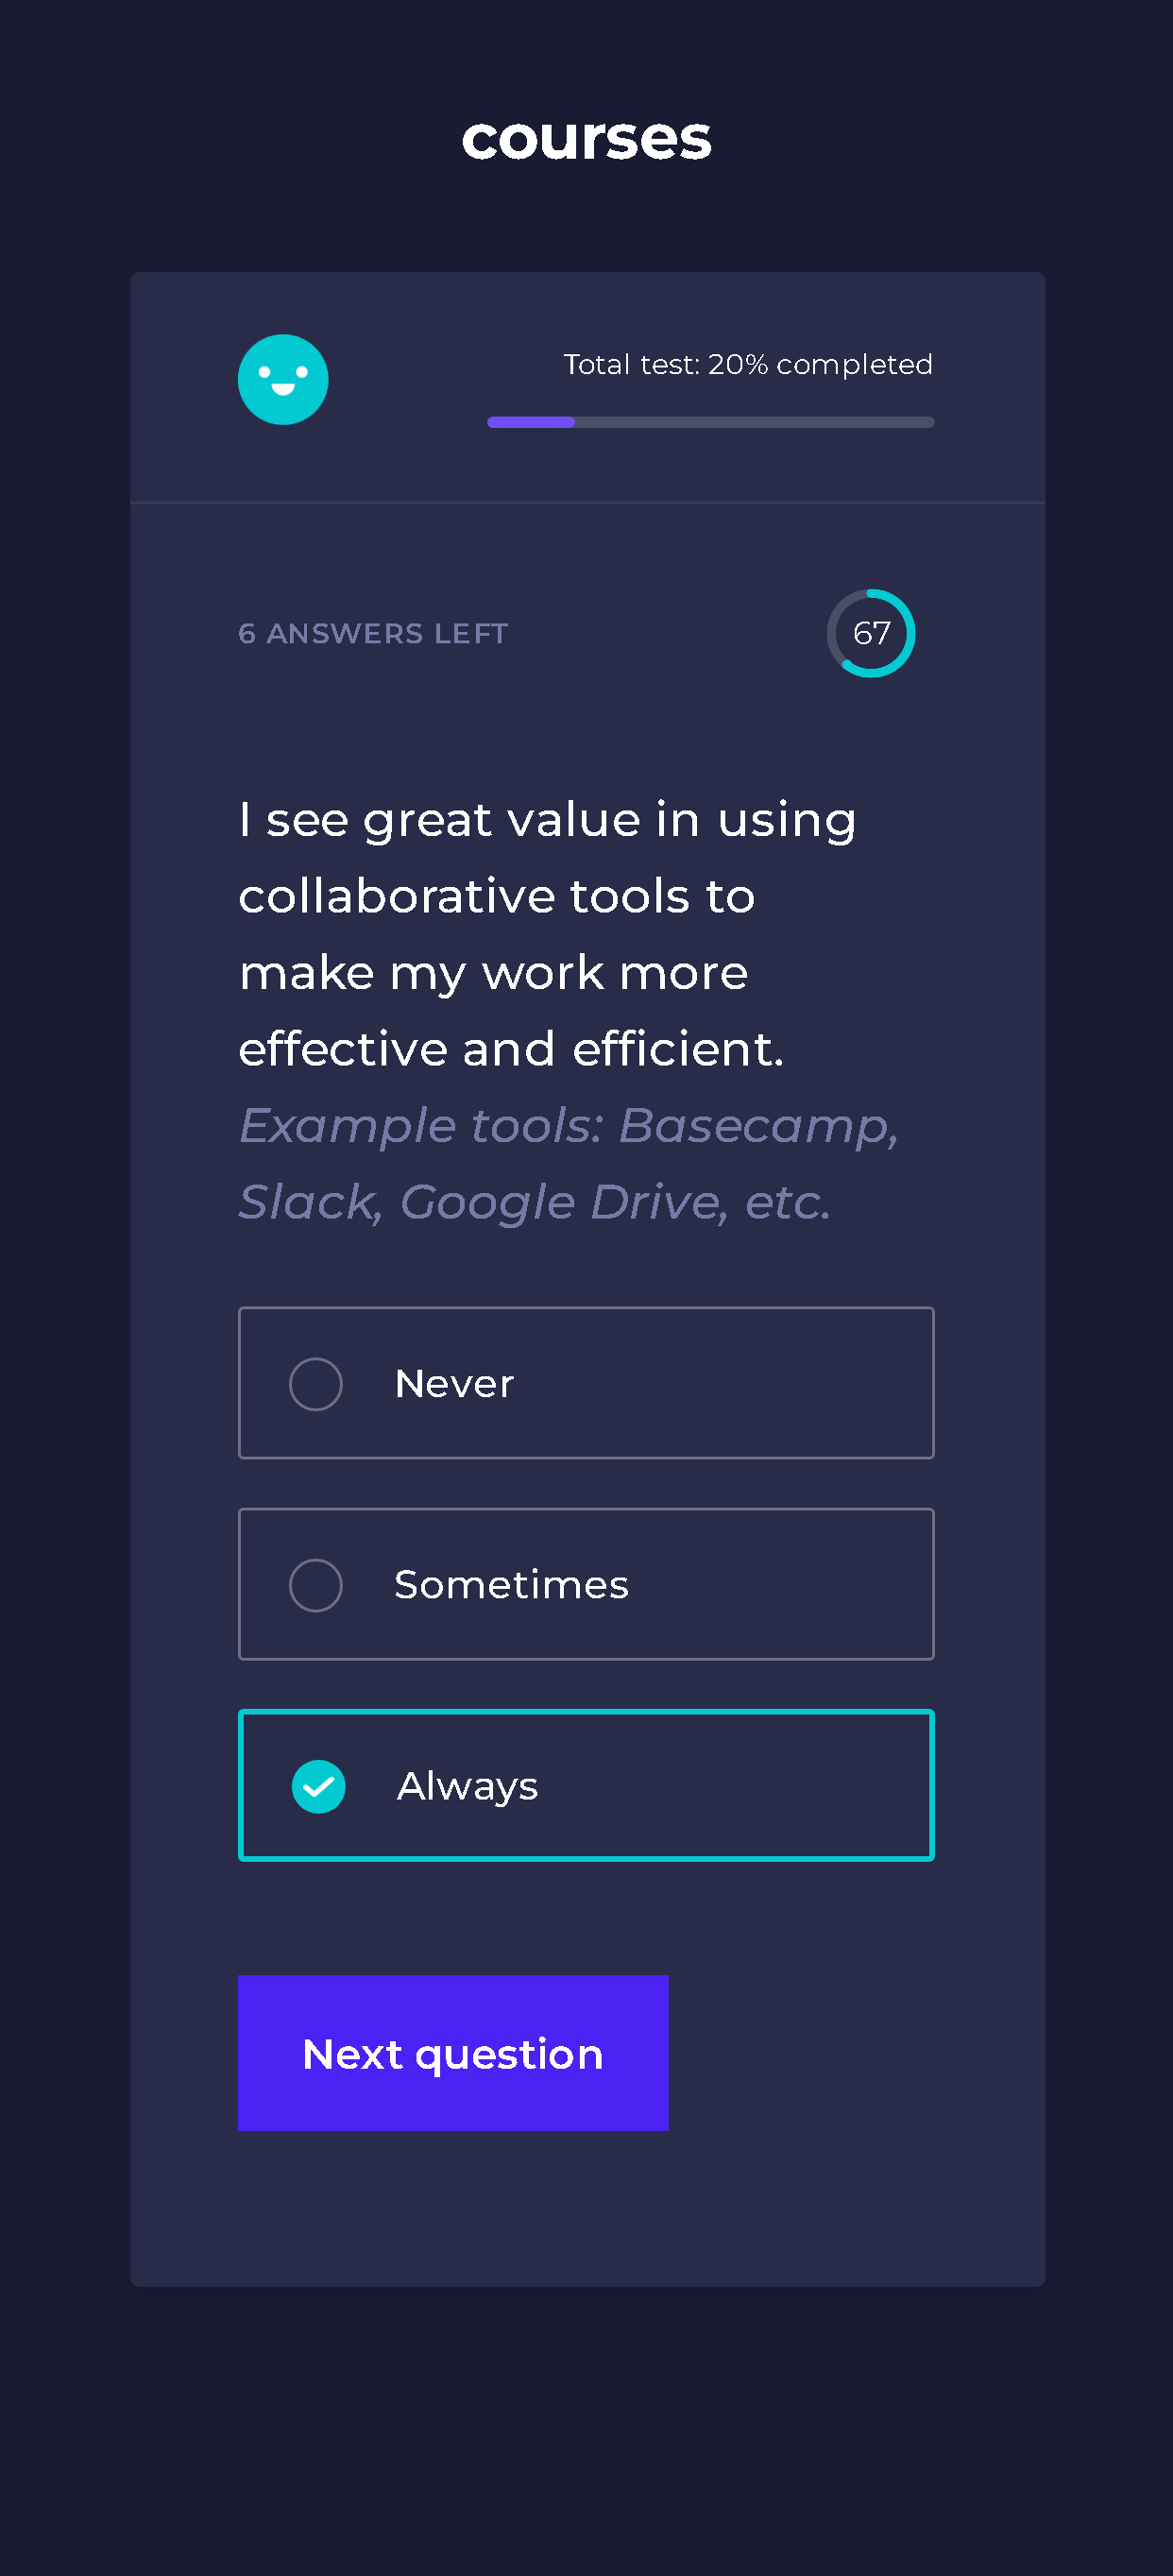 courses
Total test: 20% completed
6 ANSWERS LEFT
67
I see great value in using
collaborative tools to
make my work more
effective and efficient.
Example tools: Basecamp,
Slack, Google Drive, etc.
Never
Sometimes
Always
Next question